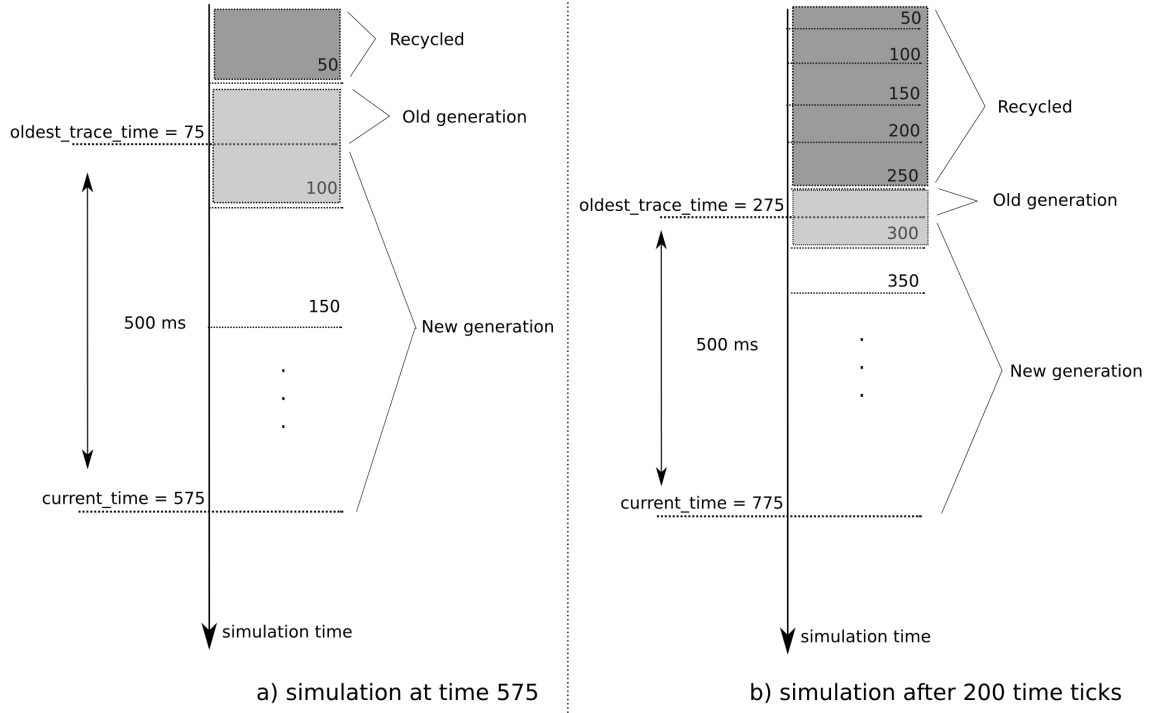 50
Recycled
Old generation
oldest_trace_time = 75
100
150
500 ms
New generation
.
.
.
current_time = 575
simulation time
a) simulation at time 575
50
100
150
200
250
Recycled
Old generation
oldest_trace_time = 275
300
350
500 ms
.
.
.
New generation
current_time = 775
simulation time
b) simulation after 200 time ticks